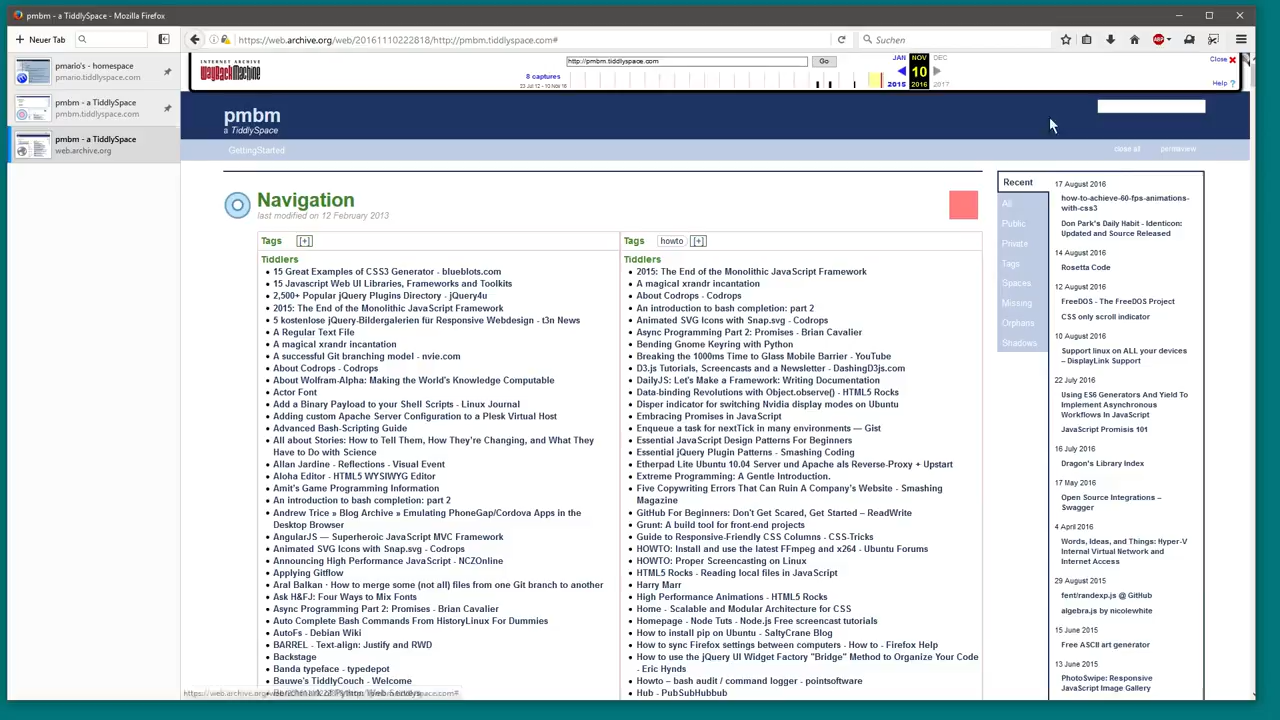 pmbm - a TiddlySpace - Mozilla Firefox
Neuer Tab
https://web.archive.org/web/20161110222818/http://pmbm.tiddlyspace.com#
Suchen
ABP
pmario's - homespace
pmario.tiddlyspace.com
pmbm - a TiddlySpace
pmbm.tiddlyspace.com
pmbm - a TiddlySpace
web.archive.org
INTERNET ARCHIVE
WayBackMachine
http://pmbm.tiddlyspace.com
Go
8 captures
23 Jul 12 - 10 Nov 16
JAN NOV DEC
10
2015 2016 2017
Close
Help ?
pmbm
a TiddlySpace
GettingStarted
close all
permaview
Navigation
last modified on 12 February 2013
Tags [+]
Tiddlers
15 Great Examples of CSS3 Generator - blueblots.com
15 Javascript Web UI Libraries, Frameworks and Toolkits
2,500+ Popular jQuery Plugins Directory - jQuery4u
2015: The End of the Monolithic JavaScript Framework
5 kostenlose jQuery-Bildergalerien für Responsive Webdesign - t3n News
A Regular Text File
A magical xrandr incantation
A successful Git branching model - nvie.com
About Codrops - Codrops
About Wolfram-Alpha: Making the World's Knowledge Computable
Actor Font
Add a Binary Payload to your Shell Scripts - Linux Journal
Adding custom Apache Server Configuration to a Plesk Virtual Host
Advanced Bash-Scripting Guide
All about Stories: How to Tell Them, How They're Changing, and What They
Have to Do with Science
Allan Jardine - Reflections - Visual Event
Aloha Editor - HTML5 WYSIWYG Editor
Amit's Game Programming Information
An introduction to bash completion: part 2
Andrew Trice » Blog Archive » Emulating PhoneGap/Cordova Apps in the
Desktop Browser
AngularJS — Superheroic JavaScript MVC Framework
Animated SVG Icons with Snap.svg - Codrops
Announcing High Performance JavaScript - NCZOnline
Applying Gitflow
Aral Balkan · How to merge some (not all) files from one Git branch to another
Ask H&FJ: Four Ways to Mix Fonts
Async Programming Part 2: Promises - Brian Cavalier
Auto Complete Bash Commands From HistoryLinux For Dummies
AutoFs - Debian Wiki
BARREL - Text-align: Justify and RWD
Backstage
Banda typeface - typedepot
Bauwe's TiddlyCouch - Welcome
https://web.archive.org/web/20161110222818/http://pmbm.tiddlyspace.com#
Tags howto [+]
Tiddlers
2015: The End of the Monolithic JavaScript Framework
A magical xrandr incantation
About Codrops - Codrops
An introduction to bash completion: part 2
Animated SVG Icons with Snap.svg - Codrops
Async Programming Part 2: Promises - Brian Cavalier
Bending Gnome Keyring with Python
Breaking the 1000ms Time to Glass Mobile Barrier - YouTube
D3.js Tutorials, Screencasts and a Newsletter - DashingD3js.com
DailyJS: Let's Make a Framework: Writing Documentation
Data-binding Revolutions with Object.observe() - HTML5 Rocks
Disper indicator for switching Nvidia display modes on Ubuntu
Embracing Promises in JavaScript
Enqueue a task for nextTick in many environments — Gist
Essential JavaScript Design Patterns For Beginners
Essential jQuery Plugin Patterns - Smashing Coding
Etherpad Lite Ubuntu 10.04 Server und Apache als Reverse-Proxy + Upstart
Extreme Programming: A Gentle Introduction.
Five Copywriting Errors That Can Ruin A Company's Website - Smashing
Magazine
GitHub For Beginners: Don't Get Scared, Get Started – ReadWrite
Grunt: A build tool for front-end projects
Guide to Responsive-Friendly CSS Columns - CSS-Tricks
HOWTO: Install and use the latest FFmpeg and x264 - Ubuntu Forums
HOWTO: Proper Screencasting on Linux
HTML5 Rocks - Reading local files in JavaScript
Harry Marr
High Performance Animations - HTML5 Rocks
Home - Scalable and Modular Architecture for CSS
Homepage - Node Tuts - Node.js Free screencast tutorials
How to install pip on Ubuntu - SaltyCrane Blog
How to sync Firefox settings between computers - How to - Firefox Help
How to use the jQuery UI Widget Factory "Bridge" Method to Organize Your Code
- Eric Hynds
Howto – bash audit / command logger - pointsoftware
Hub - PubSubHubbub
Recent
All
Public
Private
Tags
Spaces
Missing
Orphans
Shadows
17 August 2016
how-to-achieve-60-fps-animations-
with-css3
Don Park's Daily Habit - Identicon:
Updated and Source Released
14 August 2016
Rosetta Code
12 August 2016
FreeDOS - The FreeDOS Project
CSS only scroll indicator
10 August 2016
Support linux on ALL your devices
– DisplayLink Support
22 July 2016
Using ES6 Generators And Yield To
Implement Asynchronous
Workflows In JavaScript
JavaScript Promisis 101
16 July 2016
Dragon's Library Index
17 May 2016
Open Source Integrations –
Swagger
4 April 2016
Words, Ideas, and Things: Hyper-V
Internal Virtual Network and
Internet Access
29 August 2015
fent/randexp.js @ GitHub
algebra.js by nicolewhite
15 June 2015
Free ASCII art generator
13 June 2015
PhotoSwipe: Responsive
JavaScript Image Gallery